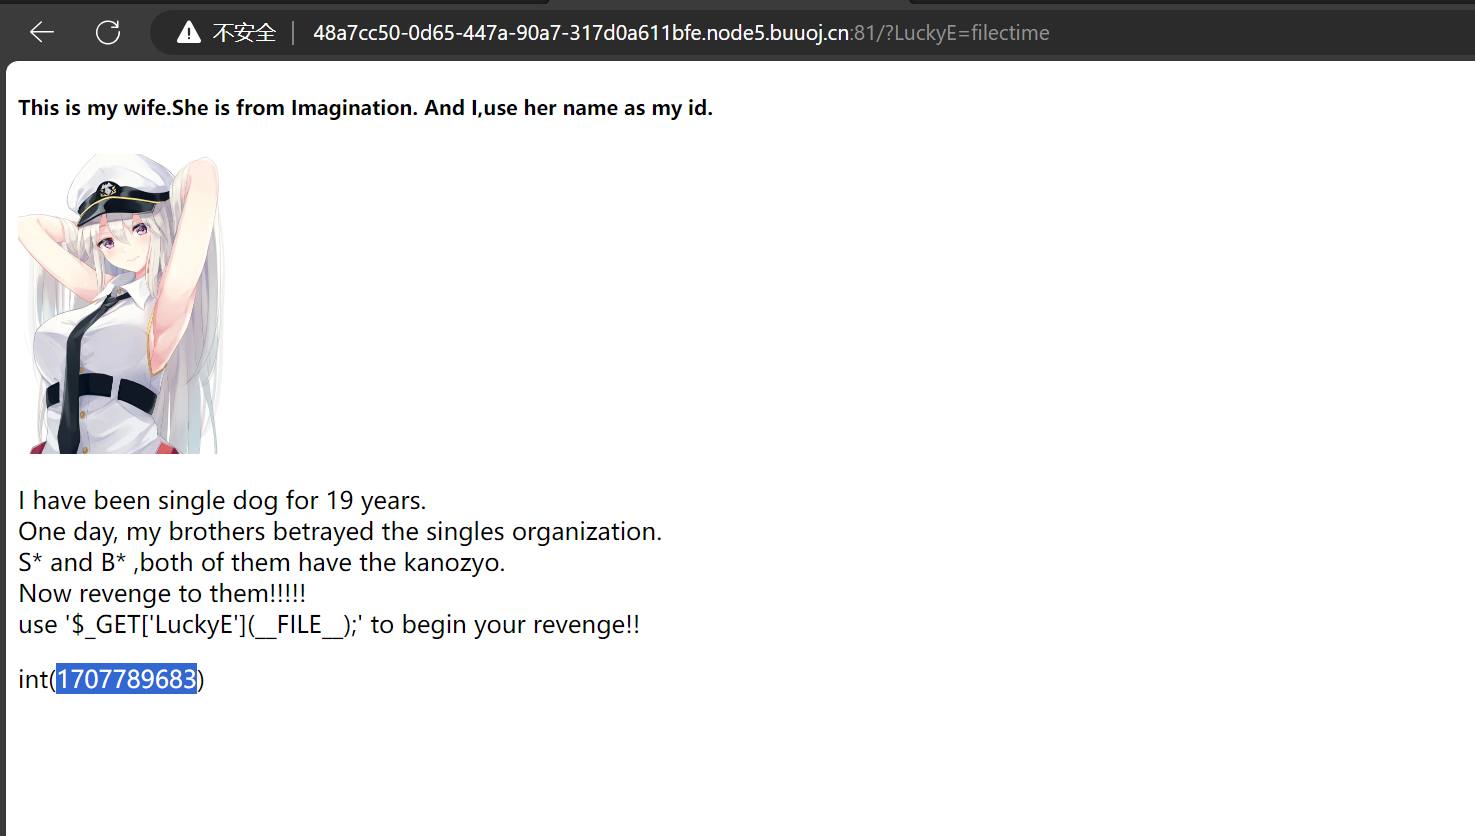 不安全 48a7cc50-0d65-447a-90a7-317d0a611bfe.node5.buuoj.cn:81/?LuckyE=filectime
This is my wife.She is from Imagination. And I,use her name as my id.
I have been single dog for 19 years.
One day, my brothers betrayed the singles organization.
S* and B* ,both of them have the kanozyo.
Now revenge to them!!!!!
use '$_GET['LuckyE'](__FILE__);' to begin your revenge!!
int(1707789683)